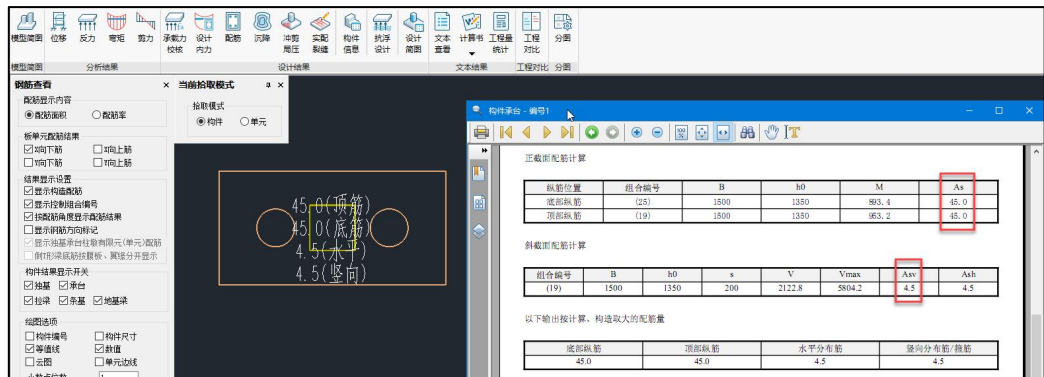 模型简图 位移 反力 弯矩 剪力 承载力校核 设计内力 配筋 沉降 冲剪局压 实配裂缝 构件信息 抗浮设计 设计简图 文本查看 计算书 工程量统计 工程对比 分图
模型简图 分析结果 设计结果 文本结果 工程对比 分图
钢筋查看 ×
配筋显示内容
配筋面积 配筋率
板单元配筋结果
X向下筋 X向上筋
Y向下筋 Y向上筋
结果显示设置
显示构造配筋
显示控制组合编号
按配筋角度显示配筋结果
显示钢筋方向标记
显示独基承台柱墩有限元(单元)配筋
倒T形梁底筋按腹板、翼缘分开显示
构件结果显示开关
独基 承台
拉梁 条基 地基梁
绘图选项
构件编号 构件尺寸
等值线 数值
云图 单元边线
小数点位数 1
当前拾取模式 ×
拾取模式
构件 单元
45.0(顶筋)
45.0(底筋)
4.5(水平)
4.5(竖向)
构件承台 - 编号1
正截面配筋计算
纵筋位置 组合编号 B h0 M As
底部纵筋 (25) 1500 1350 893.4 45.0
顶部纵筋 (19) 1500 1350 953.2 45.0
斜截面配筋计算
组合编号 B h0 s V Vmax Asv Ash
(19) 1500 1350 200 2122.8 5804.2 4.5 4.5
以下输出按计算、构造取大的配筋量
底部纵筋 顶部纵筋 水平分布筋 竖向分布筋/箍筋
45.0 45.0 4.5 4.5